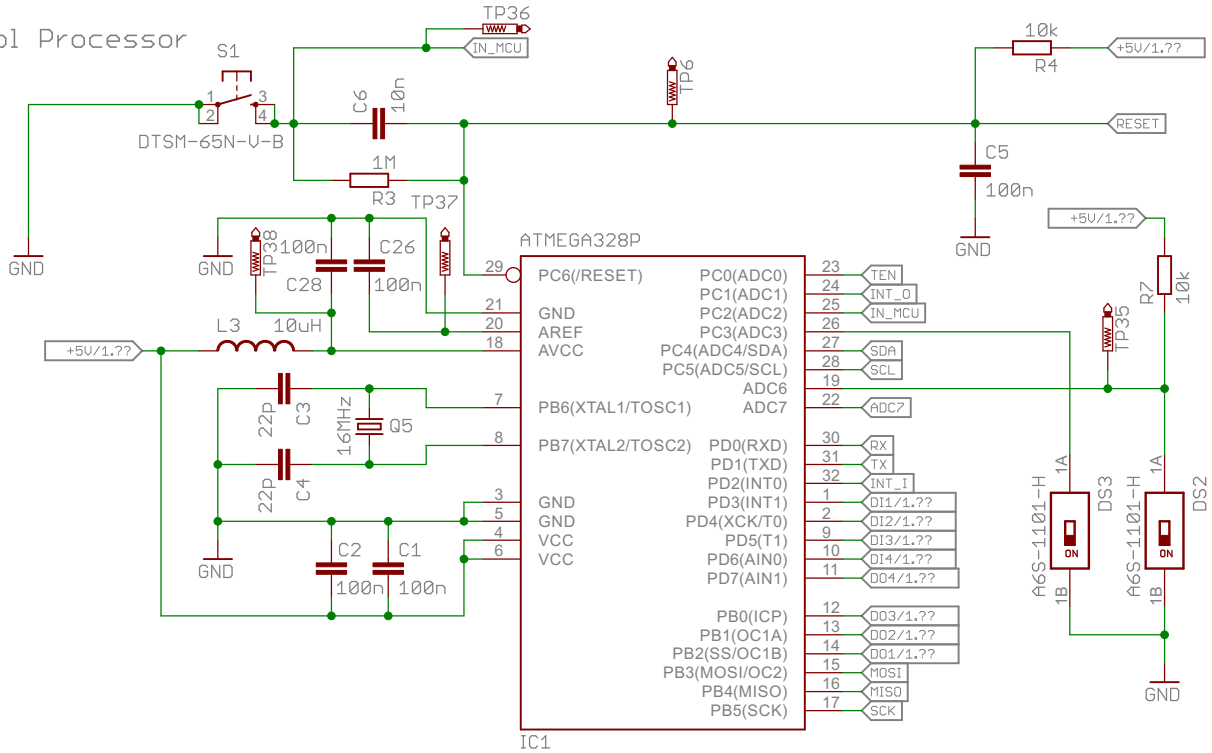 ol Processor
TP36
IN_MCU
S1
1
2
3
4
DTSM-65N-V-B
C6
10n
1M
R3
TP6
10k
R4
+5V/1.??
RESET
C5
100n
GND
GND
GND
TP38
100n
C28
C26
100n
TP37
L3
10uH
+5V/1.??
22p
C3
22p
C4
16MHz
Q5
GND
C2
100n
C1
100n
ATMEGA328P
29 PC6(/RESET)
21 GND
20 AREF
18 AVCC
7 PB6(XTAL1/TOSC1)
8 PB7(XTAL2/TOSC2)
3 GND
5 GND
4 VCC
6 VCC
PC0(ADC0) 23 TEN
PC1(ADC1) 24 INT_O
PC2(ADC2) 25 IN_MCU
PC3(ADC3) 26
PC4(ADC4/SDA) 27 SDA
PC5(ADC5/SCL) 28 SCL
ADC6 19
ADC7 22 ADC7
PD0(RXD) 30 RX
PD1(TXD) 31 TX
PD2(INT0) 32 INT_I
PD3(INT1) 1 DI1/1.??
PD4(XCK/T0) 2 DI2/1.??
PD5(T1) 9 DI3/1.??
PD6(AIN0) 10 DI4/1.??
PD7(AIN1) 11 DO4/1.??
PB0(ICP) 12 DO3/1.??
PB1(OC1A) 13 DO2/1.??
PB2(SS/OC1B) 14 DO1/1.??
PB3(MOSI/OC2) 15 MOSI
PB4(MISO) 16 MISO
PB5(SCK) 17 SCK
IC1
+5V/1.??
R7
10k
TP35
1A
A6S-1101-H
DS3
ON
1B
1A
A6S-1101-H
DS2
ON
1B
GND